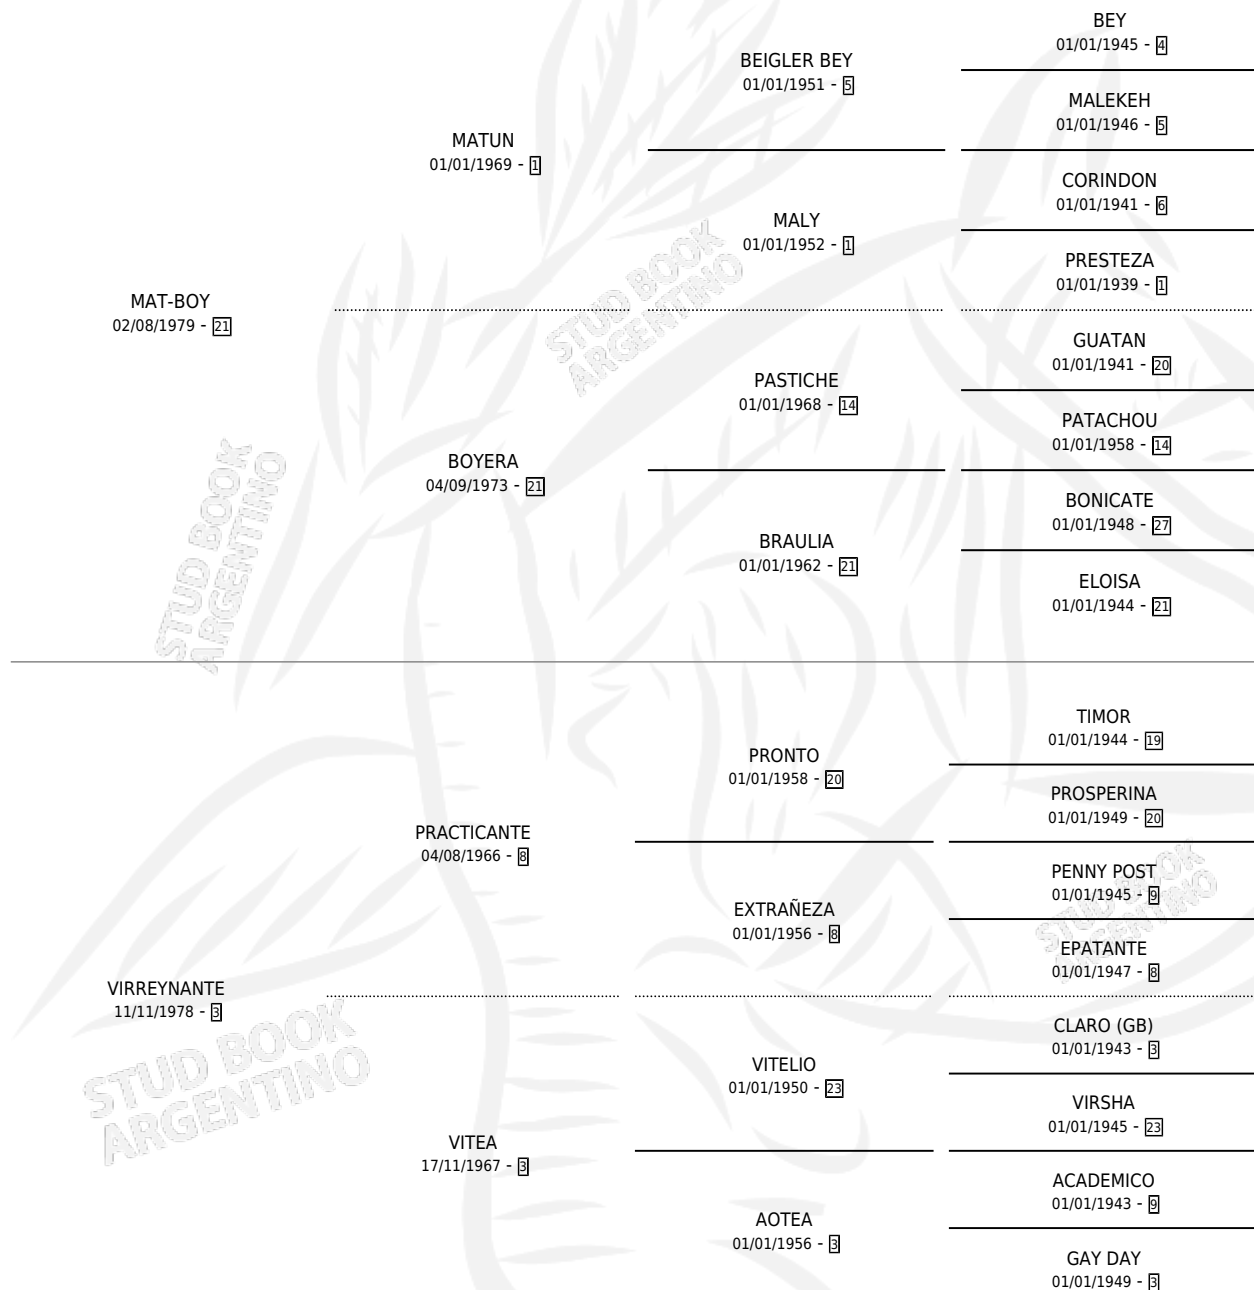 BEY
01/01/1945 - 4
BEIGLER BEY
01/01/1951 - 5
MALEKEH
01/01/1946 - 5
MATUN
01/01/1969 - 1
CORINDON
01/01/1941 - 6
MALY
01/01/1952 - 1
PRESTEZA
01/01/1939 - 1
MAT-BOY
02/08/1979 - 21
GUATAN
01/01/1941 - 20
PASTICHE
01/01/1968 - 14
PATACHOU
01/01/1958 - 14
BOYERA
04/09/1973 - 21
BONICATE
01/01/1948 - 27
BRAULIA
01/01/1962 - 21
ELOISA
01/01/1944 - 21
TIMOR
01/01/1944 - 19
PRONTO
01/01/1958 - 20
PROSPERINA
01/01/1949 - 20
PRACTICANTE
04/08/1966 - 8
PENNY POST
01/01/1945 - 9
EXTRAÑEZA
01/01/1956 - 8
EPATANTE
01/01/1947 - 8
VIRREYNANTE
11/11/1978 - 3
CLARO (GB)
01/01/1943 - 3
VITELIO
01/01/1950 - 23
VIRSHA
01/01/1945 - 23
VITEA
17/11/1967 - 3
ACADEMICO
01/01/1943 - 9
AOTEA
01/01/1956 - 3
GAY DAY
01/01/1949 - 3
STUD BOOK
ARGENTINO
STUD BOOK
ARGENTINO
STUD BOOK
ARGENTINO
STUD BOOK
ARGENTINO